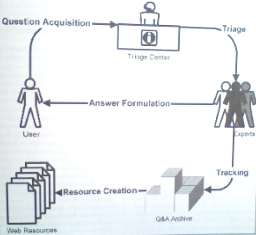 Question Acquisition
Triage
Triage Center
Answer Formulation
User
Experts
Tracking
Resource Creation
Q&A Archive
Web Resources